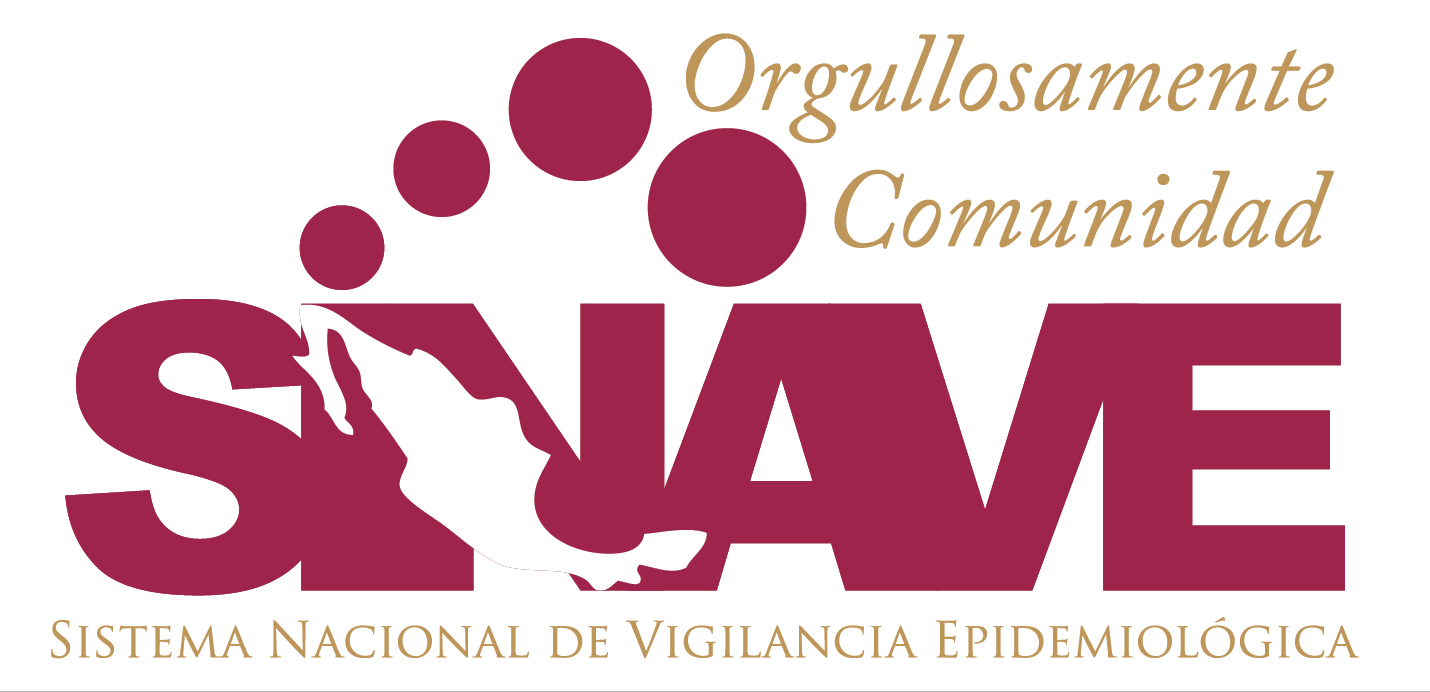 Orgullosamente
Comunidad
SINAVE
Sistema Nacional de Vigilancia Epidemiológica